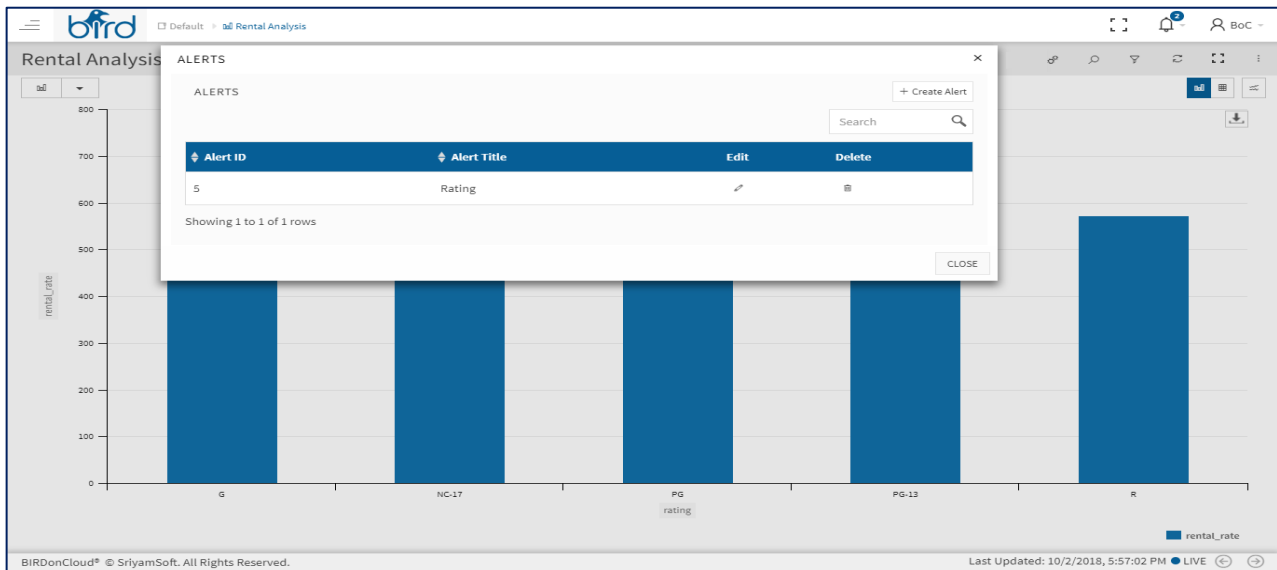 bird Default > Rental Analysis 2 BoC
Rental Analysis
ALERTS ×
ALERTS + Create Alert
Search
Alert ID Alert Title Edit Delete
5 Rating
Showing 1 to 1 of 1 rows
CLOSE
800
700
600
500
400
300
200
100
0
rental_rate
G NC-17 PG PG-13 R
rating
rental_rate
BIRDonCloud® © SriyamSoft. All Rights Reserved. Last Updated: 10/2/2018, 5:57:02 PM LIVE